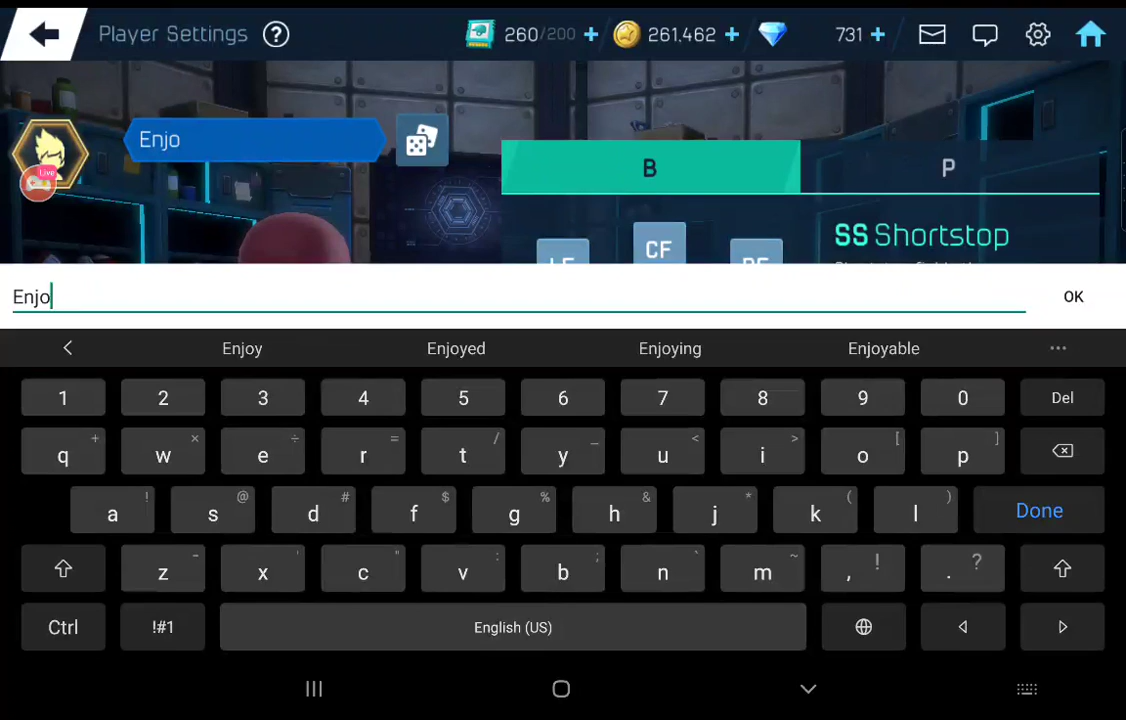 Player Settings ?
260/200 + 261,462 + 731 +
Live
Enjo
B
P
CF
SS Shortstop
Enjo
OK
Enjoy Enjoyed Enjoying Enjoyable ...
1 2 3 4 5 6 7 8 9 0 Del
+ × ÷ = / _ < > [ ]
q w e r t y u i o p
! @ # $ % & * ( )
a s d f g h j k l Done
- ' " : ; ` ~ ! ?
z x c v b n m , .
Ctrl !#1 English (US)